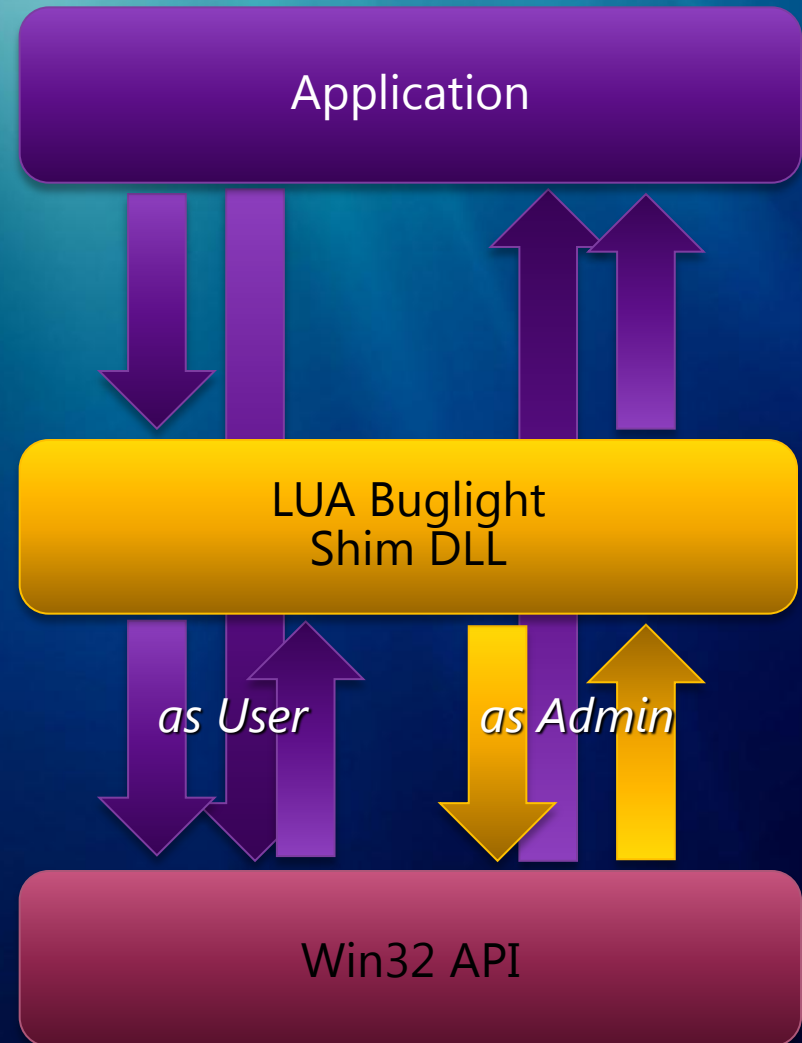 Application
LUA Buglight
Shim DLL
as User
as Admin
Win32 API